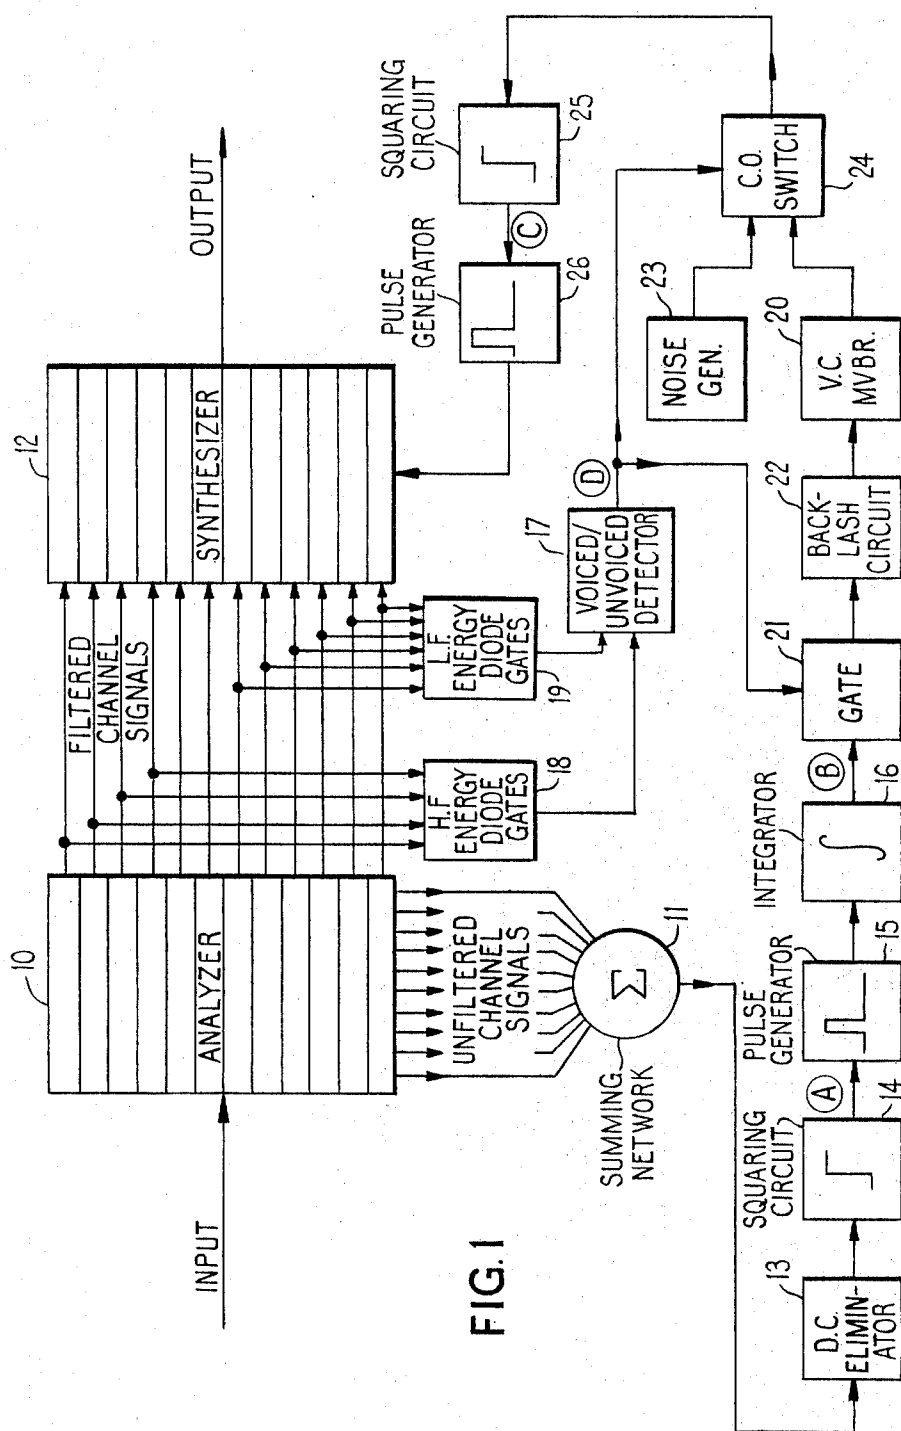 INPUT
10
ANALYZER
FILTERED
CHANNEL
SIGNALS
12
SYNTHESIZER
OUTPUT
UNFILTERED
CHANNEL
SIGNALS
H.F
ENERGY
DIODE
GATES
18
L.F.
ENERGY
DIODE
GATES
19
PULSE
GENERATOR
26
C
SQUARING
CIRCUIT
25
Σ
11
SUMMING
NETWORK
17
VOICED/
UNVOICED
DETECTOR
D
23
NOISE
GEN.
C.O.
SWITCH
24
FIG.1
13
D.C.
ELIMIN-
ATOR
SQUARING
CIRCUIT
14
A
PULSE
GENERATOR
15
INTEGRATOR
∫
16
B
21
GATE
22
BACK-
LASH
CIRCUIT
20
V.C.
MVBR.